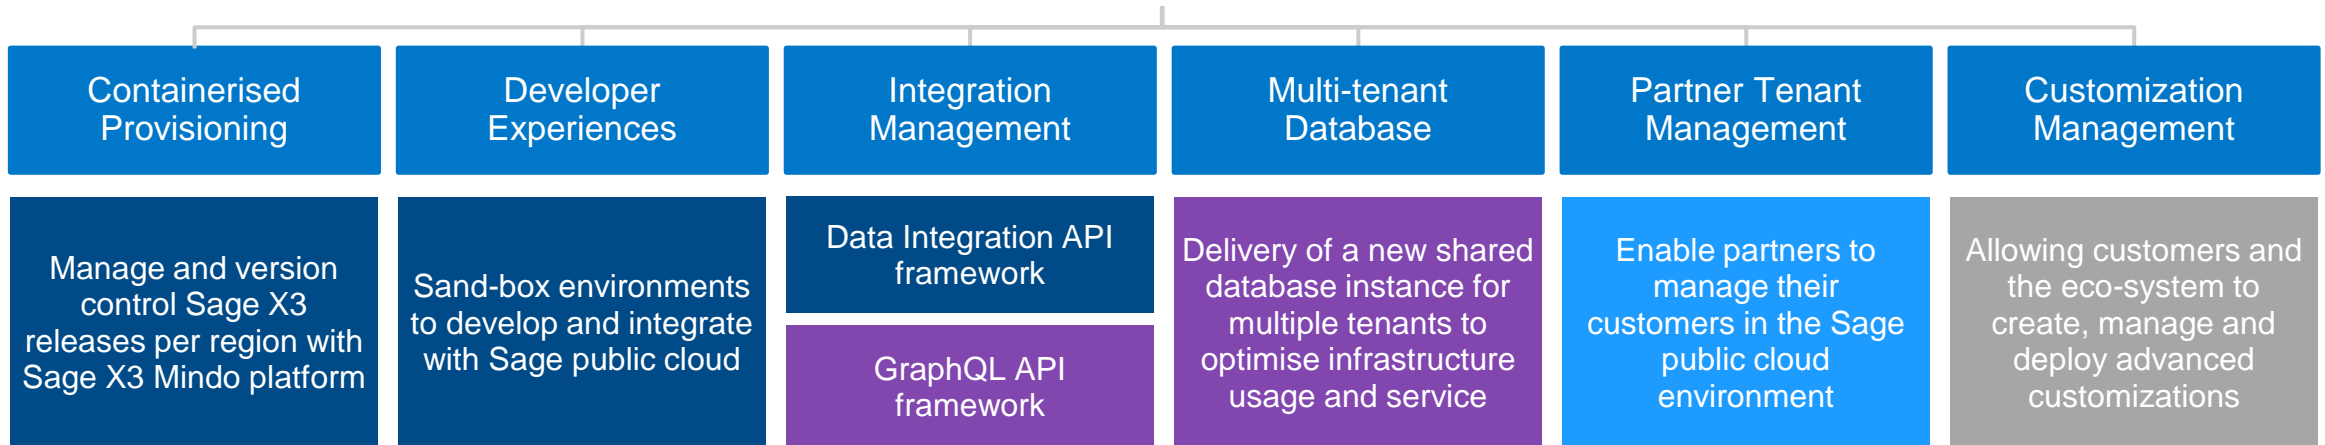 Containerised
Provisioning
Developer
Experiences
Integration
Management
Multi-tenant
Database
Partner Tenant
Management
Customization
Management
Manage and version
control Sage X3
releases per region with
Sage X3 Mindo platform
Sand-box environments
to develop and integrate
with Sage public cloud
Data Integration API
framework
GraphQL API
framework
Delivery of a new shared
database instance for
multiple tenants to
optimise infrastructure
usage and service
Enable partners to
manage their
customers in the Sage
public cloud
environment
Allowing customers and
the eco-system to
create, manage and
deploy advanced
customizations